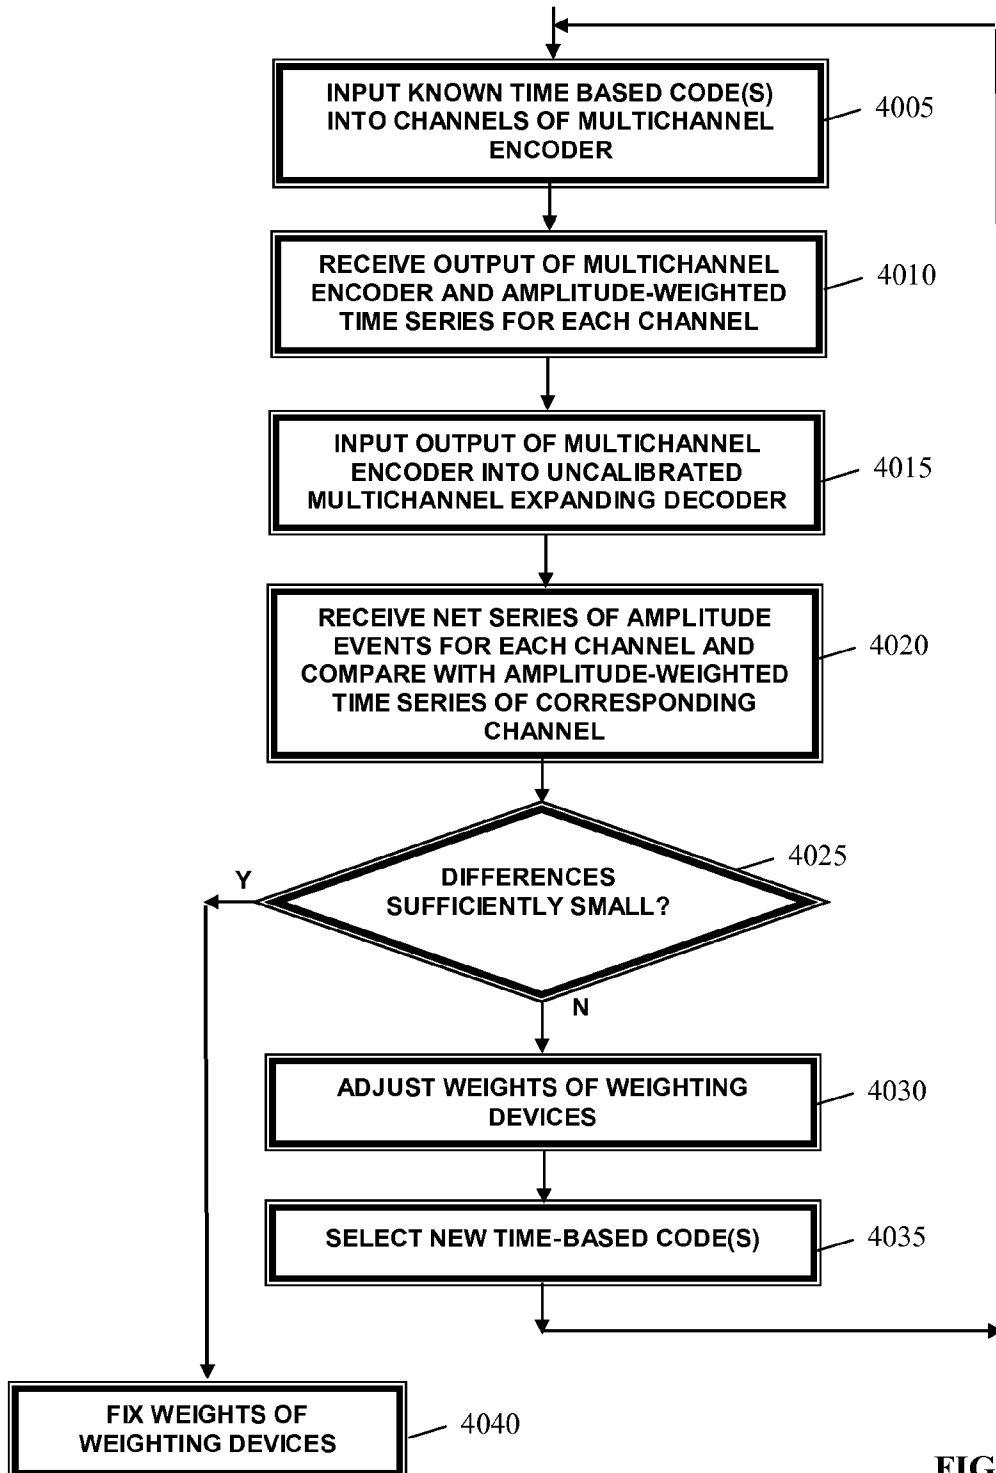 INPUT KNOWN TIME BASED CODE(S)
INTO CHANNELS OF MULTICHANNEL
ENCODER
4005
RECEIVE OUTPUT OF MULTICHANNEL
ENCODER AND AMPLITUDE-WEIGHTED
TIME SERIES FOR EACH CHANNEL
4010
INPUT OUTPUT OF MULTICHANNEL
ENCODER INTO UNCALIBRATED
MULTICHANNEL EXPANDING DECODER
4015
RECEIVE NET SERIES OF AMPLITUDE
EVENTS FOR EACH CHANNEL AND
COMPARE WITH AMPLITUDE-WEIGHTED
TIME SERIES OF CORRESPONDING
CHANNEL
4020
DIFFERENCES
SUFFICIENTLY SMALL?
4025
Y
N
ADJUST WEIGHTS OF WEIGHTING
DEVICES
4030
SELECT NEW TIME-BASED CODE(S)
4035
FIX WEIGHTS OF
WEIGHTING DEVICES
4040
FIG